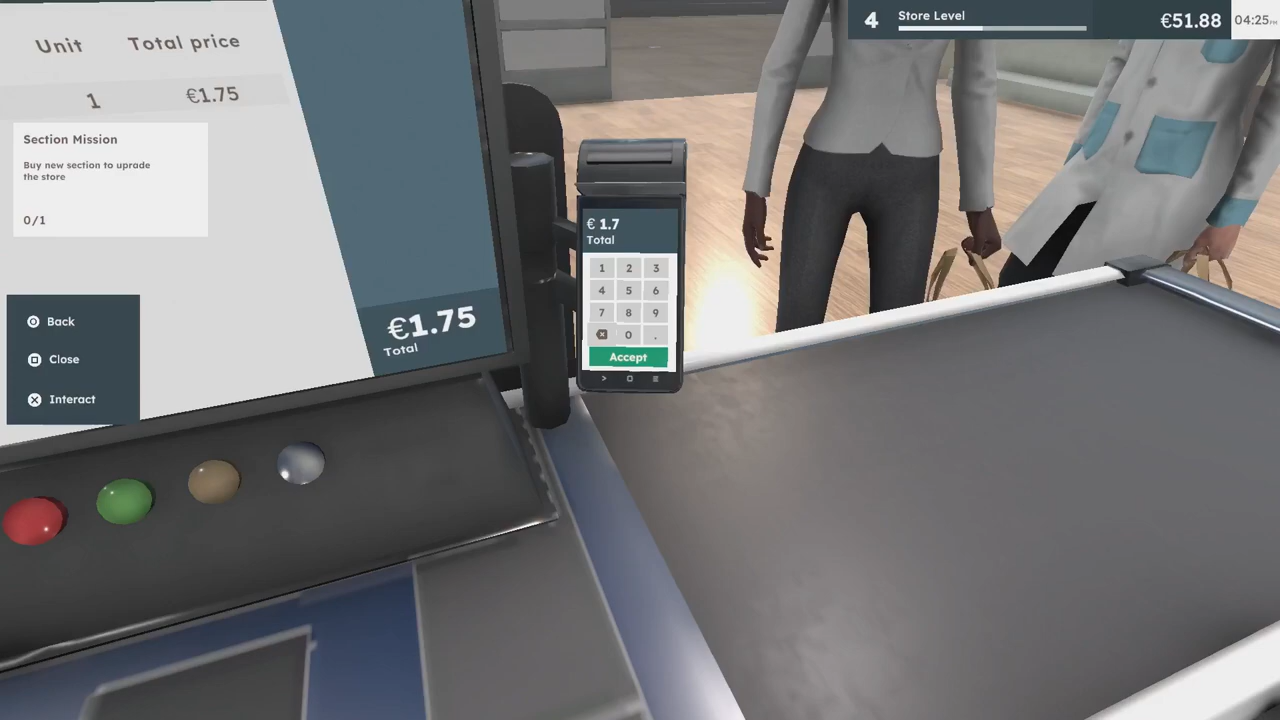 4
Store Level
€51.88
04:25PM
Unit Total price
1 €1.75
Section Mission
Buy new section to uprade
the store
0/1
Back
Close
Interact
€1.75
Total
€ 1.7
Total
1 2 3
4 5 6
7 8 9
0 .
Accept